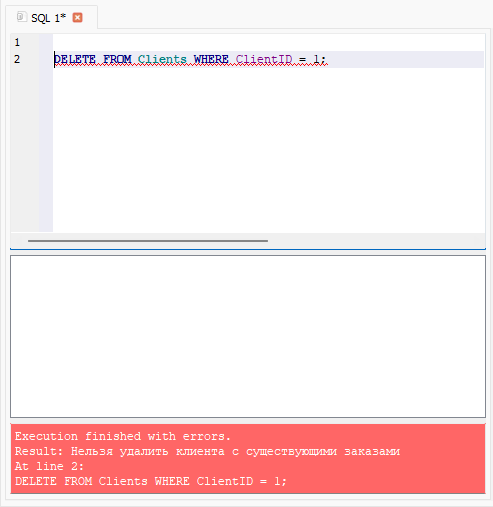 SQL 1*
1
2 DELETE FROM Clients WHERE ClientID = 1;
Execution finished with errors.
Result: Нельзя удалить клиента с существующими заказами
At line 2:
DELETE FROM Clients WHERE ClientID = 1;